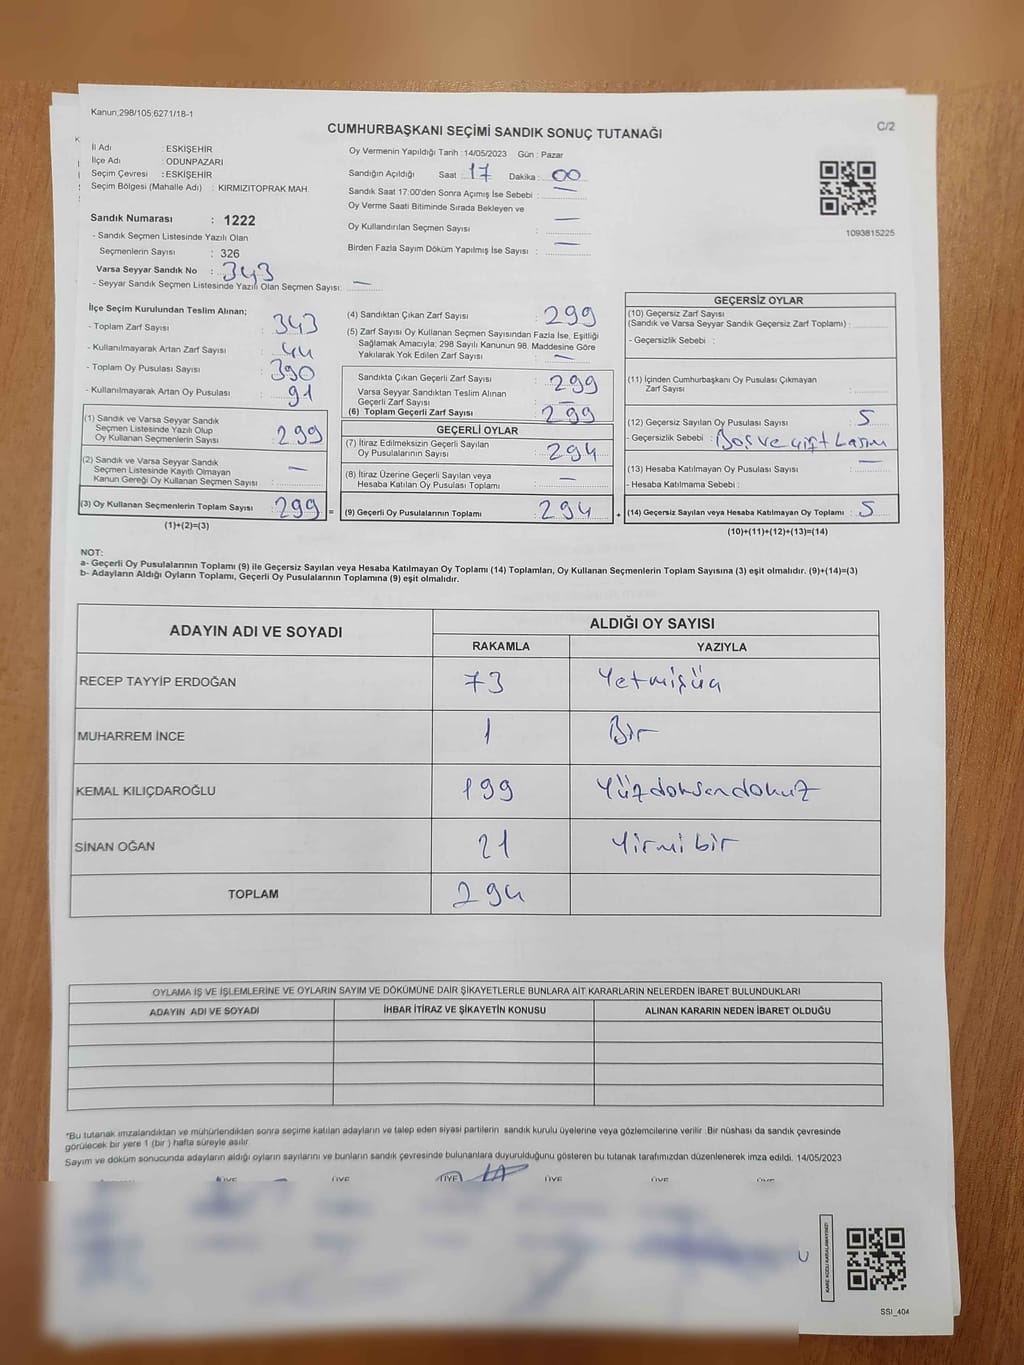 Kanun,298/105;6271/18-1
C/2
CUMHURBAŞKANI SEÇİMİ SANDIK SONUÇ TUTANAĞI
İl Adı : ESKİŞEHİR
İlçe Adı : ODUNPAZARI
Seçim Çevresi : ESKİŞEHİR
Seçim Bölgesi (Mahalle Adı) : KIRMIZITOPRAK MAH.
Sandık Numarası : 1222
- Sandık Seçmen Listesinde Yazılı Olan
Seçmenlerin Sayısı : 326
Varsa Seyyar Sandık No : 343
- Seyyar Sandık Seçmen Listesinde Yazılı Olan Seçmen Sayısı: —
Oy Vermenin Yapıldığı Tarih :14/05/2023 Gün : Pazar
Sandığın Açıldığı Saat : 17 Dakika : 00
Sandık Saat 17:00'den Sonra Açımış İse Sebebi : —
Oy Verme Saati Bitiminde Sırada Bekleyen ve
Oy Kullandırılan Seçmen Sayısı : —
Birden Fazla Sayım Döküm Yapılmış İse Sayısı : —
1093815225
İlçe Seçim Kurulundan Teslim Alınan;
- Toplam Zarf Sayısı : 343
- Kullanılmayarak Artan Zarf Sayısı : 44
- Toplam Oy Pusulası Sayısı : 390
- Kullanılmayarak Artan Oy Pusulası : 91
(1) Sandık ve Varsa Seyyar Sandık
Seçmen Listesinde Yazılı Olup
Oy Kullanan Seçmenlerin Sayısı : 299
(2) Sandık ve Varsa Seyyar Sandık
Seçmen Listesinde Kayıtlı Olmayan
Kanun Gereği Oy Kullanan Seçmen Sayısı : —
(3) Oy Kullanan Seçmenlerin Toplam Sayısı : 299 =
(1)+(2)=(3)
(4) Sandıktan Çıkan Zarf Sayısı : 299
(5) Zarf Sayısı Oy Kullanan Seçmen Sayısından Fazla İse, Eşitliği
Sağlamak Amacıyla; 298 Sayılı Kanunun 98. Maddesine Göre
Yakılarak Yok Edilen Zarf Sayısı : —
Sandıkta Çıkan Geçerli Zarf Sayısı : 299
Varsa Seyyar Sandıktan Teslim Alınan
Geçerli Zarf Sayısı : —
(6) Toplam Geçerli Zarf Sayısı : 299
GEÇERLİ OYLAR
(7) İtiraz Edilmeksizin Geçerli Sayılan
Oy Pusulalarının Sayısı : 294
(8) İtiraz Üzerine Geçerli Sayılan veya
Hesaba Katılan Oy Pusulası Toplamı : —
(9) Geçerli Oy Pusulalarının Toplamı : 294 +
GEÇERSİZ OYLAR
(10) Geçersiz Zarf Sayısı
(Sandık ve Varsa Seyyar Sandık Geçersiz Zarf Toplamı) :
- Geçersizlik Sebebi :
(11) İçinden Cumhurbaşkanı Oy Pusulası Çıkmayan
Zarf Sayısı :
(12) Geçersiz Sayılan Oy Pusulası Sayısı : 5
- Geçersizlik Sebebi : Boş ve çift basım
(13) Hesaba Katılmayan Oy Pusulası Sayısı : —
- Hesaba Katılmama Sebebi :
(14) Geçersiz Sayılan veya Hesaba Katılmayan Oy Toplamı : 5
(10)+(11)+(12)+(13)=(14)
NOT:
a- Geçerli Oy Pusulalarının Toplamı (9) ile Geçersiz Sayılan veya Hesaba Katılmayan Oy Toplamı (14) Toplamları, Oy Kullanan Seçmenlerin Toplam Sayısına (3) eşit olmalıdır. (9)+(14)=(3)
b- Adayların Aldığı Oyların Toplamı, Geçerli Oy Pusulalarının Toplamına (9) eşit olmalıdır.
ADAYIN ADI VE SOYADI
ALDIĞI OY SAYISI
RAKAMLA YAZIYLA
RECEP TAYYİP ERDOĞAN 73 Yetmişüç
MUHARREM İNCE 1 Bir
KEMAL KILIÇDAROĞLU 199 Yüzdoksandokuz
SİNAN OĞAN 21 Yirmi bir
TOPLAM 294
OYLAMA İŞ VE İŞLEMLERİNE VE OYLARIN SAYIM VE DÖKÜMÜNE DAİR ŞİKAYETLERLE BUNLARA AİT KARARLARIN NELERDEN İBARET BULUNDUKLARI
ADAYIN ADI VE SOYADI İHBAR İTİRAZ VE ŞİKAYETİN KONUSU ALINAN KARARIN NEDEN İBARET OLDUĞU
*Bu tutanak imzalandıktan ve mühürlendikten sonra seçime katılan adayların ve talep eden siyasi partilerin sandık kurulu üyelerine veya gözlemcilerine verilir. Bir nüshası da sandık çevresinde
görülecek bir yere 1 (bir ) hafta süreyle asılır.
Sayım ve döküm sonucunda adayların aldığı oyların sayılarını ve bunların sandık çevresinde bulunanlara duyurulduğunu gösteren bu tutanak tarafımızdan düzenlenerek imza edildi. 14/05/2023
ÜYE ÜYE ÜYE ÜYE ÜYE ÜYE
KARE KODU KARALAMAYINIZ!
SSI_404